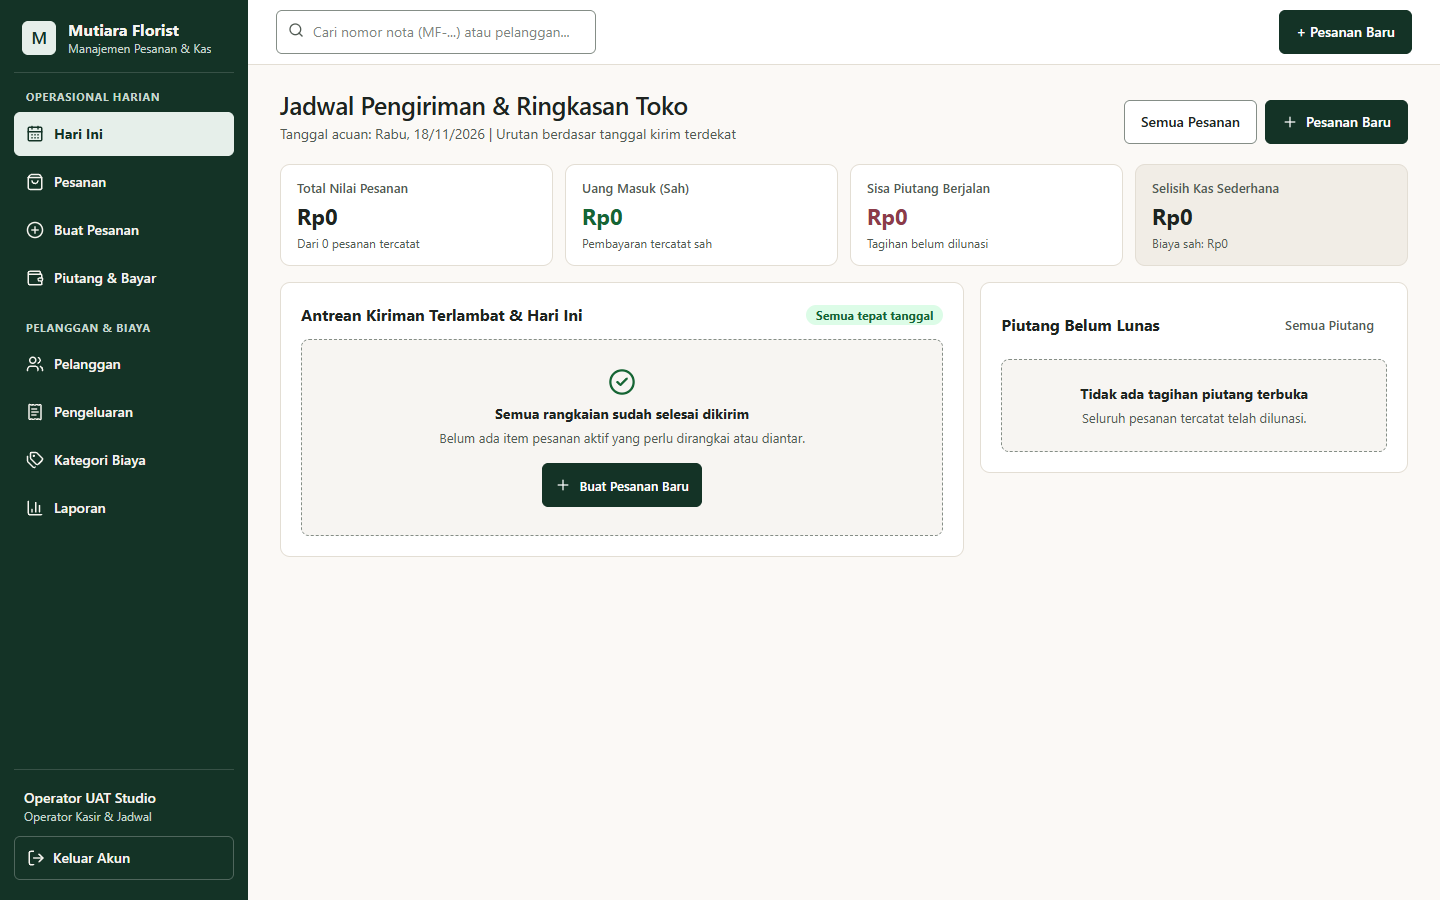 M
Mutiara Florist
Manajemen Pesanan & Kas
OPERASIONAL HARIAN
Hari Ini
Pesanan
Buat Pesanan
Piutang & Bayar
PELANGGAN & BIAYA
Pelanggan
Pengeluaran
Kategori Biaya
Laporan
Operator UAT Studio
Operator Kasir & Jadwal
Keluar Akun
Cari nomor nota (MF-...) atau pelanggan...
+ Pesanan Baru
Jadwal Pengiriman & Ringkasan Toko
Tanggal acuan: Rabu, 18/11/2026 | Urutan berdasar tanggal kirim terdekat
Semua Pesanan
Pesanan Baru
Total Nilai Pesanan
Rp0
Dari 0 pesanan tercatat
Uang Masuk (Sah)
Rp0
Pembayaran tercatat sah
Sisa Piutang Berjalan
Rp0
Tagihan belum dilunasi
Selisih Kas Sederhana
Rp0
Biaya sah: Rp0
Antrean Kiriman Terlambat & Hari Ini
Semua tepat tanggal
Semua rangkaian sudah selesai dikirim
Belum ada item pesanan aktif yang perlu dirangkai atau diantar.
Buat Pesanan Baru
Piutang Belum Lunas
Semua Piutang
Tidak ada tagihan piutang terbuka
Seluruh pesanan tercatat telah dilunasi.